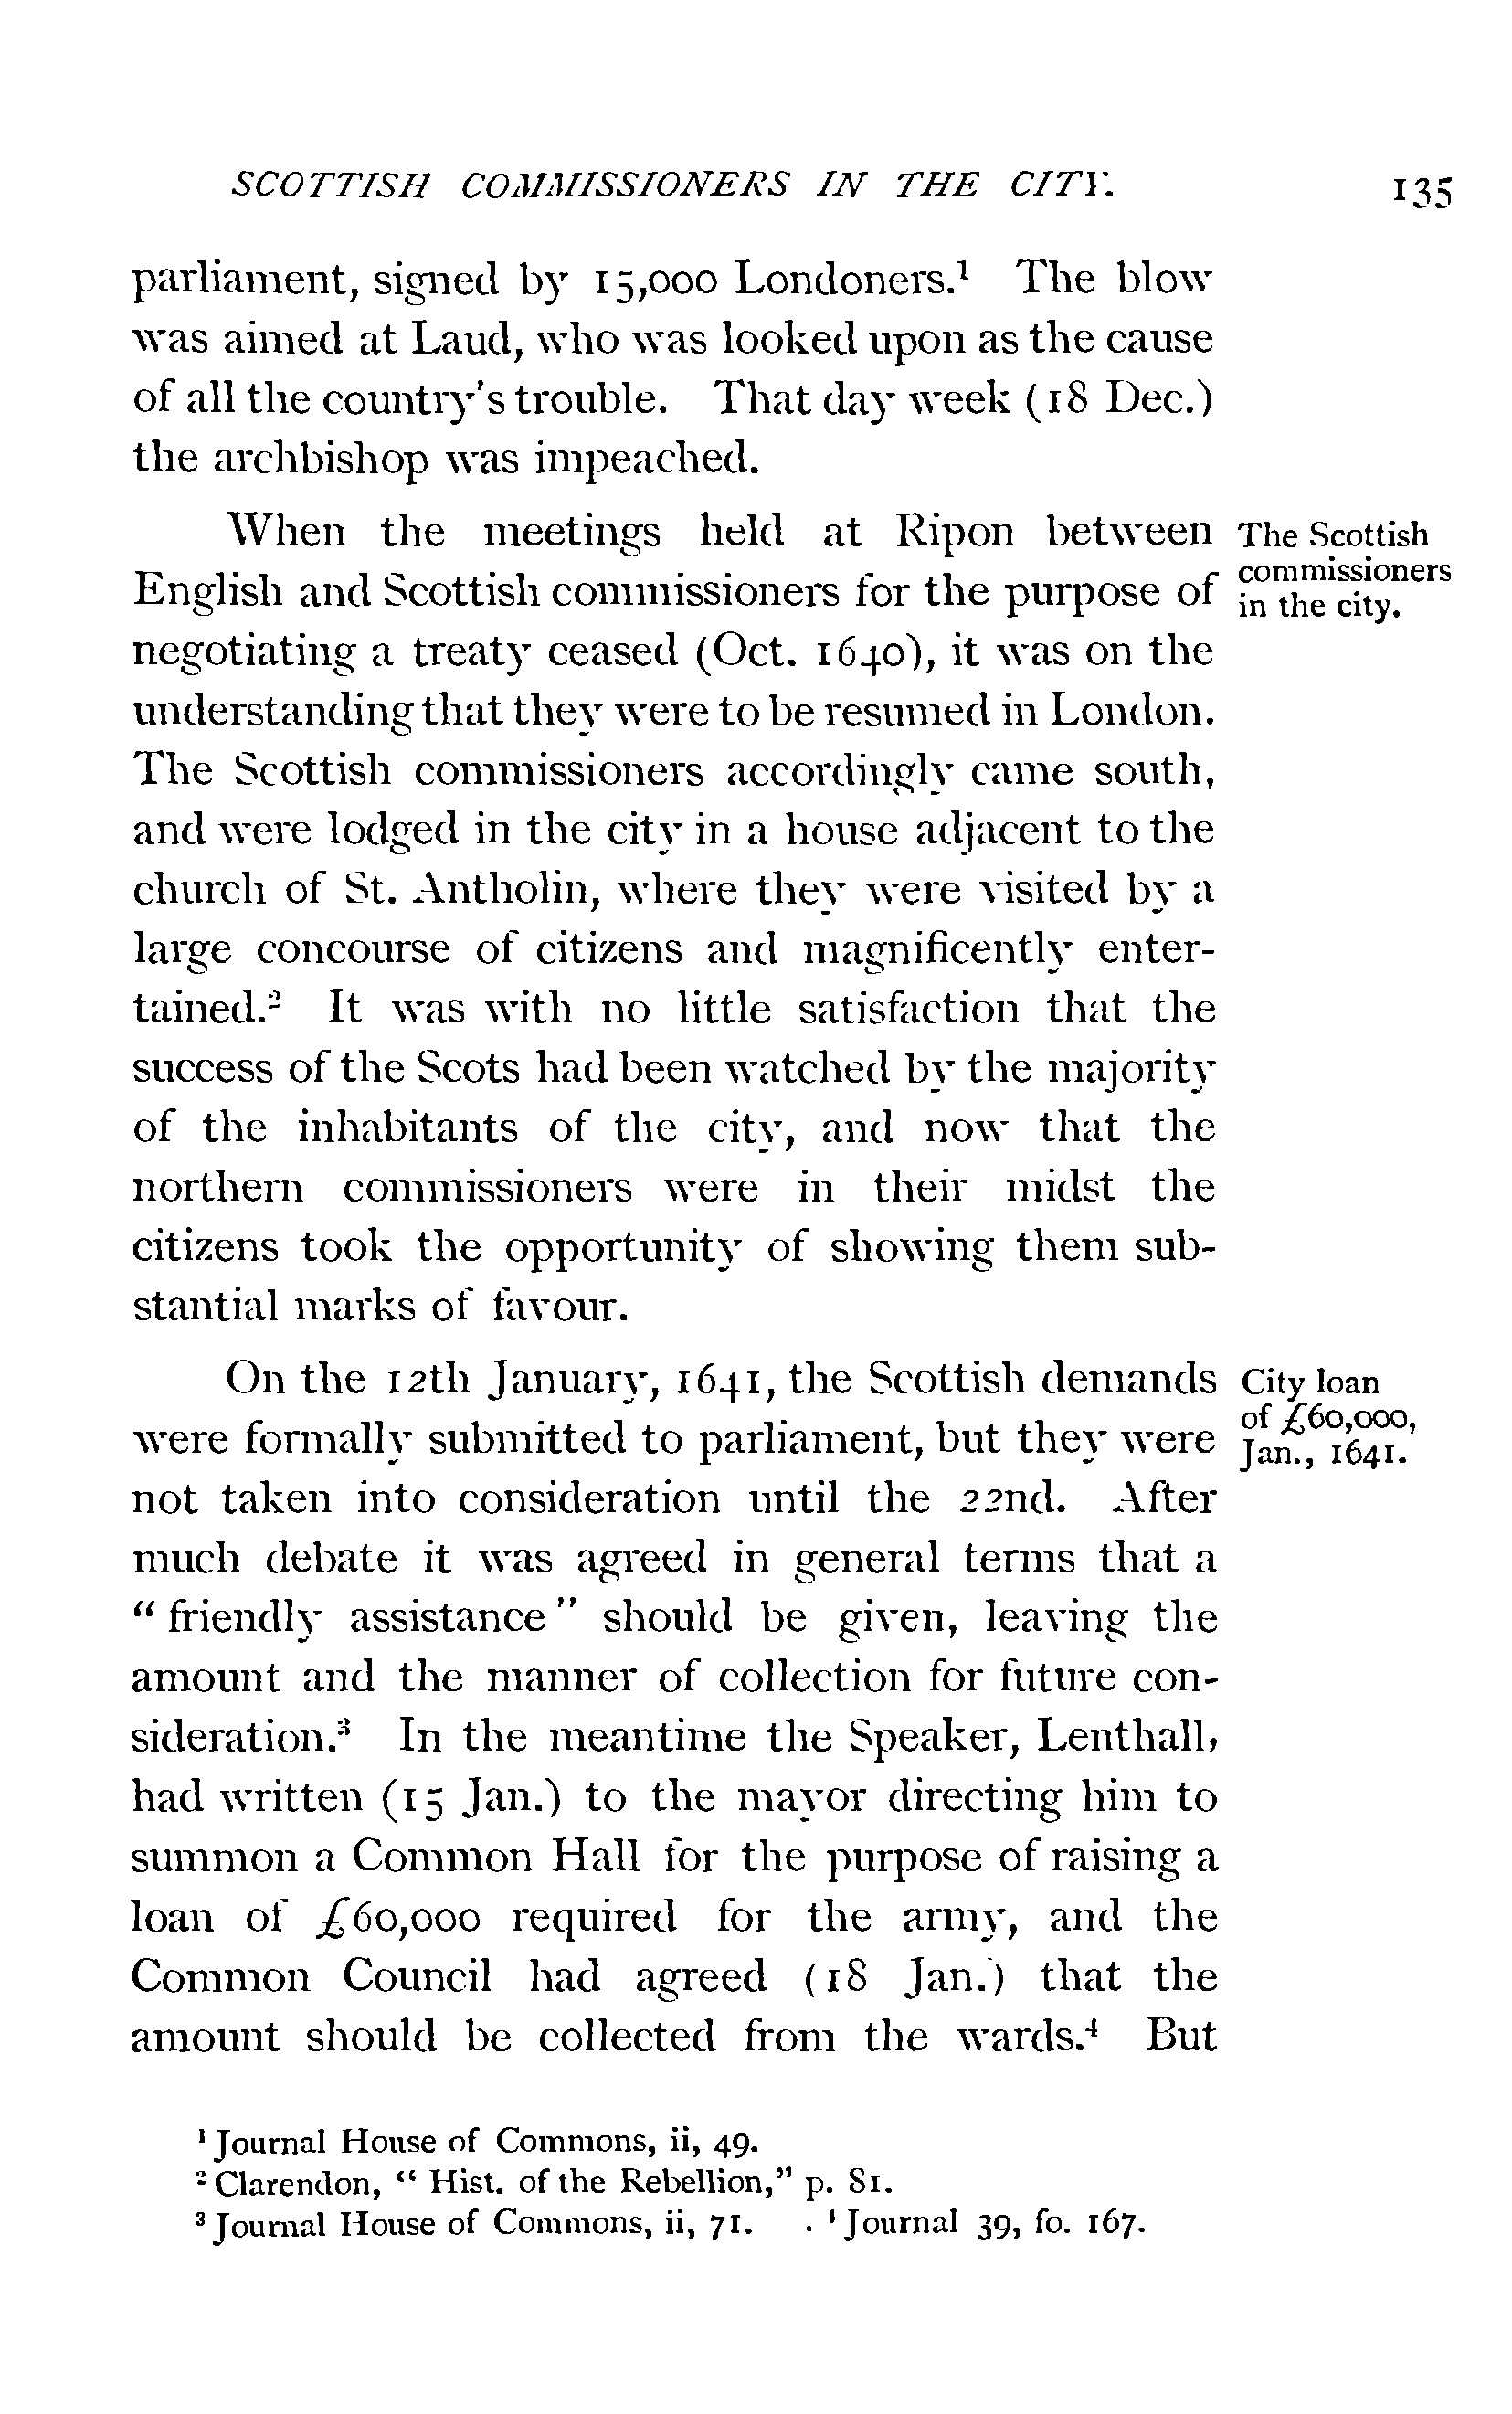 SCOTTISH COMMISSIONERS IN THE CITY. 135
parliament, signed by 15,000 Londoners.¹ The blow
was aimed at Laud, who was looked upon as the cause
of all the country's trouble. That day week (18 Dec.)
the archbishop was impeached.
When the meetings held at Ripon between
English and Scottish commissioners for the purpose of
negotiating a treaty ceased (Oct. 1640), it was on the
understanding that they were to be resumed in London.
The Scottish commissioners accordingly came south,
and were lodged in the city in a house adjacent to the
church of St. Antholin, where they were visited by a
large concourse of citizens and magnificently enter-
tained.² It was with no little satisfaction that the
success of the Scots had been watched by the majority
of the inhabitants of the city, and now that the
northern commissioners were in their midst the
citizens took the opportunity of showing them sub-
stantial marks of favour.
The Scottish
commissioners
in the city.
On the 12th January, 1641, the Scottish demands
were formally submitted to parliament, but they were
not taken into consideration until the 22nd. After
much debate it was agreed in general terms that a
“ friendly assistance ” should be given, leaving the
amount and the manner of collection for future con-
sideration.³ In the meantime the Speaker, Lenthall,
had written (15 Jan.) to the mayor directing him to
summon a Common Hall for the purpose of raising a
loan of £60,000 required for the army, and the
Common Council had agreed (18 Jan.) that the
amount should be collected from the wards.⁴ But
City loan
of £60,000,
Jan., 1641.
¹ Journal House of Commons, ii, 49.
² Clarendon, “ Hist. of the Rebellion,” p. 81.
³ Journal House of Commons, ii, 71. ⁴ Journal 39, fo. 167.